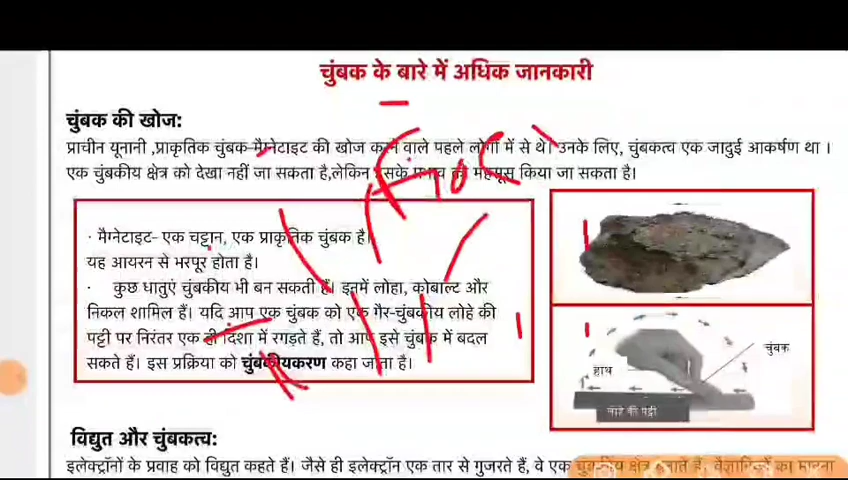 चुंबक के बारे में अधिक जानकारी
चुंबक की खोज:
प्राचीन यूनानी ,प्राकृतिक चुंबक-मैग्नेटाइट की खोज करने वाले पहले लोगों में से थे। उनके लिए, चुंबकत्व एक जादुई आकर्षण था ।
एक चुंबकीय क्षेत्र को देखा नहीं जा सकता है,लेकिन इसके प्रभाव को महसूस किया जा सकता है।
· मैग्नेटाइट- एक चट्टान, एक प्राकृतिक चुंबक है।
यह आयरन से भरपूर होता है।
· कुछ धातुएं चुंबकीय भी बन सकती हैं। इनमें लोहा, कोबाल्ट और
निकल शामिल हैं। यदि आप एक चुंबक को एक गैर-चुंबकीय लोहे की
पट्टी पर निरंतर एक ही दिशा में रगड़ते हैं, तो आप इसे चुंबक में बदल
सकते हैं। इस प्रक्रिया को चुंबकीयकरण कहा जाता है।
चुंबक
हाथ
लोहे की पट्टी
विद्युत और चुंबकत्व:
इलेक्ट्रॉनों के प्रवाह को विद्युत कहते हैं। जैसे ही इलेक्ट्रॉन एक तार से गुजरते हैं, वे एक चुंबकीय क्षेत्र बनाते हैं। वैज्ञानिकों का मानना